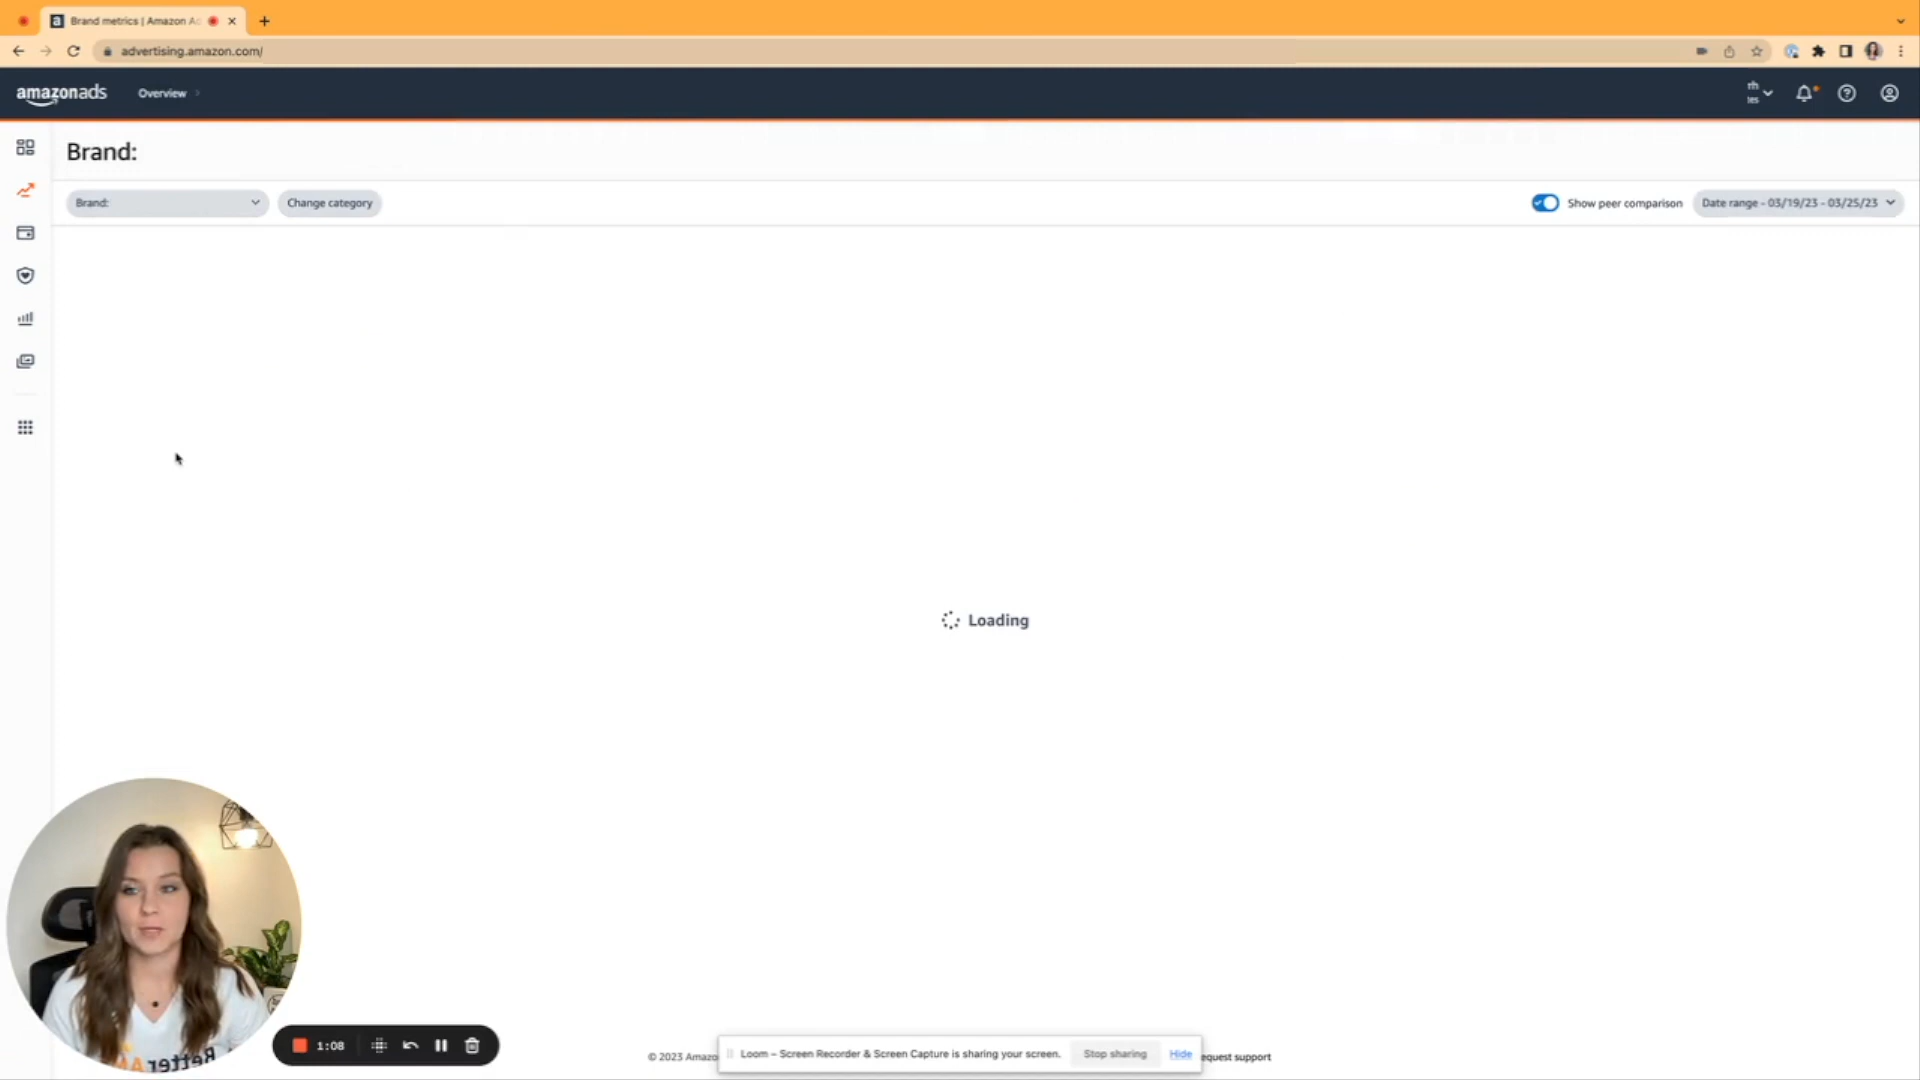 Brand metrics | Amazon Ad
advertising.amazon.com/
amazonads
Overview
Brand:
Brand:
Change category
Show peer comparison
Date range - 03/19/23 - 03/25/23
Loading
1:08
© 2023 Amazo
Loom – Screen Recorder & Screen Capture is sharing your screen.
Stop sharing
Hide
equest support